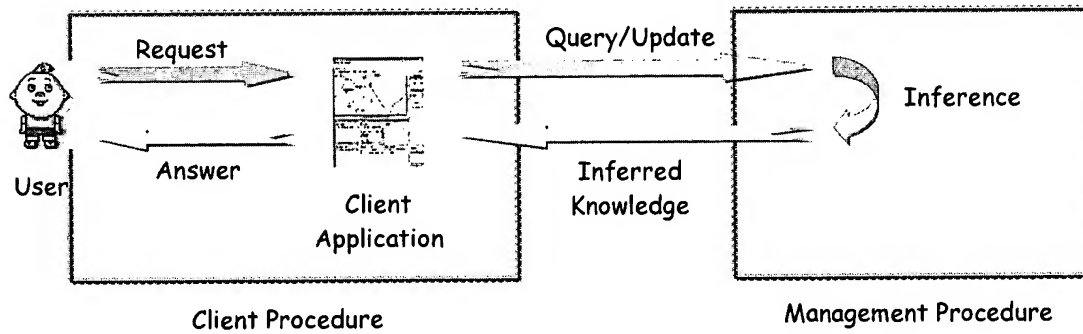 Request
Query/Update
Inference
Answer
User
Inferred
Knowledge
Client
Application
Client Procedure
Management Procedure